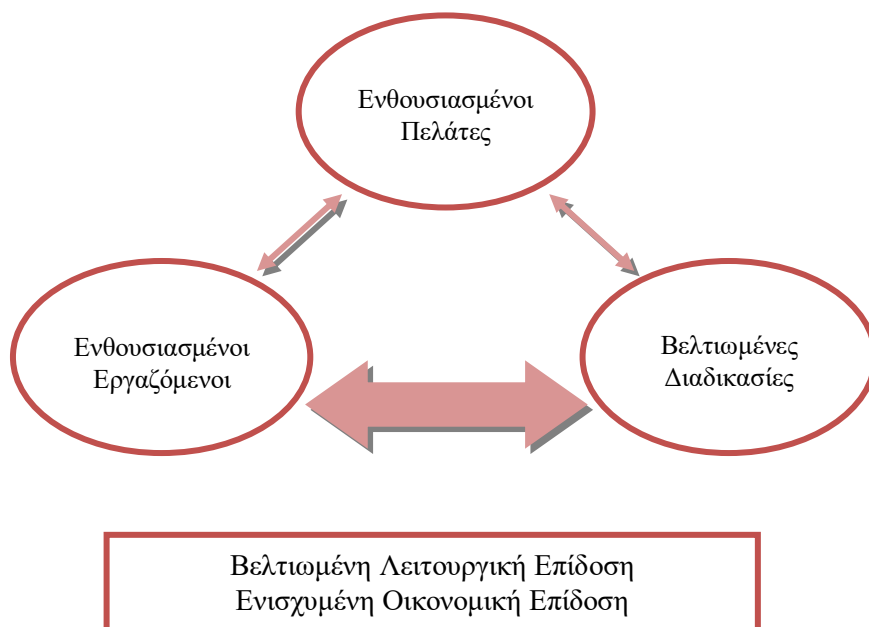 Ενθουσιασμένοι
Πελάτες
Ενθουσιασμένοι
Εργαζόμενοι
Βελτιωμένες
Διαδικασίες
Βελτιωμένη Λειτουργική Επίδοση
Ενισχυμένη Οικονομική Επίδοση